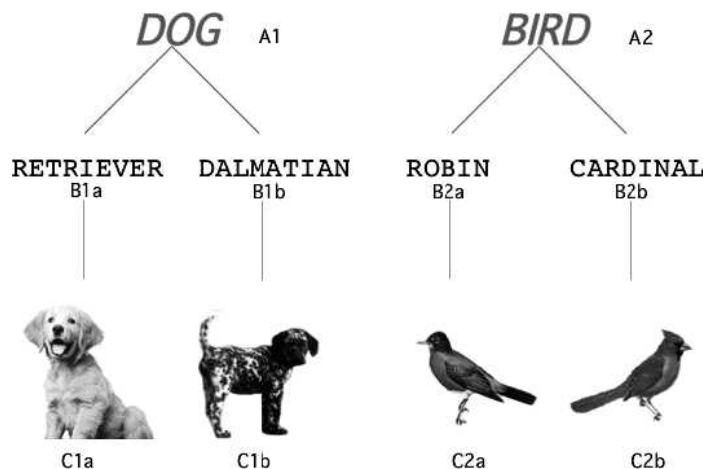 DOG A1 BIRD A2
RETRIEVER DALMATIAN ROBIN CARDINAL
B1a B1b B2a B2b
C1a C1b C2a C2b